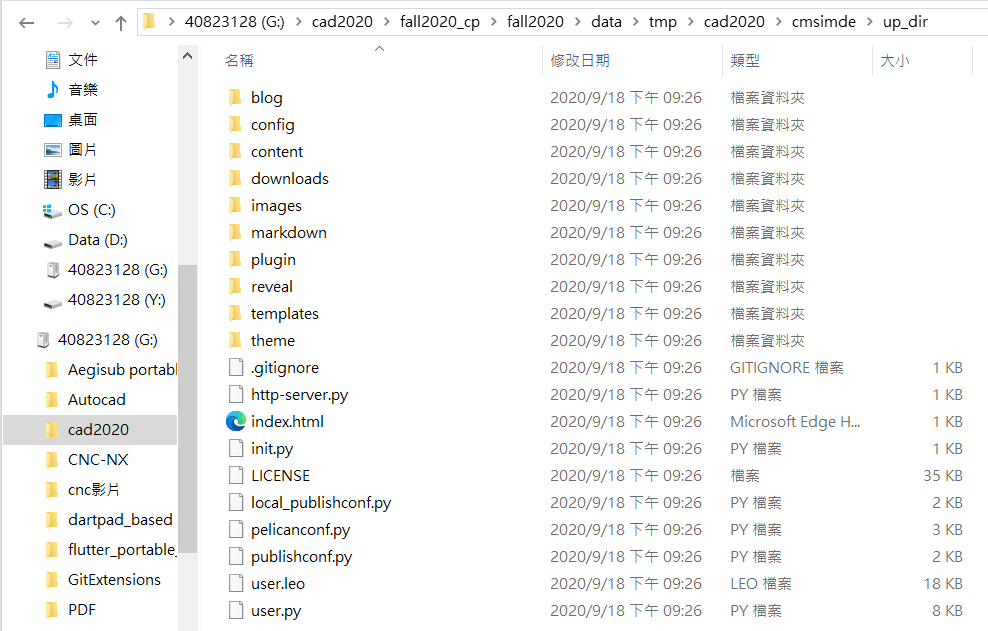 40823128 (G:) > cad2020 > fall2020_cp > fall2020 > data > tmp > cad2020 > cmsimde > up_dir
文件
音樂
桌面
圖片
影片
OS (C:)
Data (D:)
40823128 (G:)
40823128 (Y:)
40823128 (G:)
Aegisub portabl
Autocad
cad2020
CNC-NX
cnc影片
dartpad_based
flutter_portable_
GitExtensions
PDF
名稱 修改日期 類型 大小
blog 2020/9/18 下午 09:26 檔案資料夾
config 2020/9/18 下午 09:26 檔案資料夾
content 2020/9/18 下午 09:26 檔案資料夾
downloads 2020/9/18 下午 09:26 檔案資料夾
images 2020/9/18 下午 09:26 檔案資料夾
markdown 2020/9/18 下午 09:26 檔案資料夾
plugin 2020/9/18 下午 09:26 檔案資料夾
reveal 2020/9/18 下午 09:26 檔案資料夾
templates 2020/9/18 下午 09:26 檔案資料夾
theme 2020/9/18 下午 09:26 檔案資料夾
.gitignore 2020/9/18 下午 09:26 GITIGNORE 檔案 1 KB
http-server.py 2020/9/18 下午 09:26 PY 檔案 1 KB
index.html 2020/9/18 下午 09:26 Microsoft Edge H... 1 KB
init.py 2020/9/18 下午 09:26 PY 檔案 1 KB
LICENSE 2020/9/18 下午 09:26 檔案 35 KB
local_publishconf.py 2020/9/18 下午 09:26 PY 檔案 2 KB
pelicanconf.py 2020/9/18 下午 09:26 PY 檔案 3 KB
publishconf.py 2020/9/18 下午 09:26 PY 檔案 2 KB
user.leo 2020/9/18 下午 09:26 LEO 檔案 18 KB
user.py 2020/9/18 下午 09:26 PY 檔案 8 KB